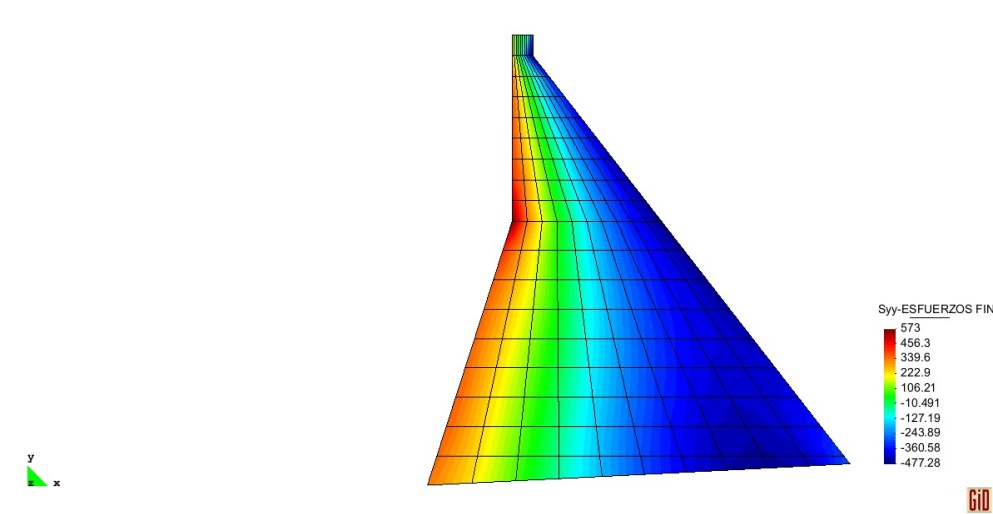 Syy-ESFUERZOS FIN
573
456.3
339.6
222.9
106.21
-10.491
-127.19
-243.89
-360.58
-477.28
y
z x
GiD